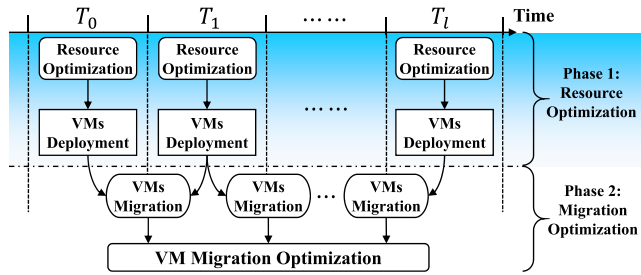 T₀ T₁ …… Tₗ Time
Resource Optimization
Resource Optimization
Resource Optimization
VMs Deployment
VMs Deployment
……
VMs Deployment
Phase 1:
Resource
Optimization
VMs Migration
VMs Migration
…
VMs Migration
Phase 2:
Migration
Optimization
VM Migration Optimization